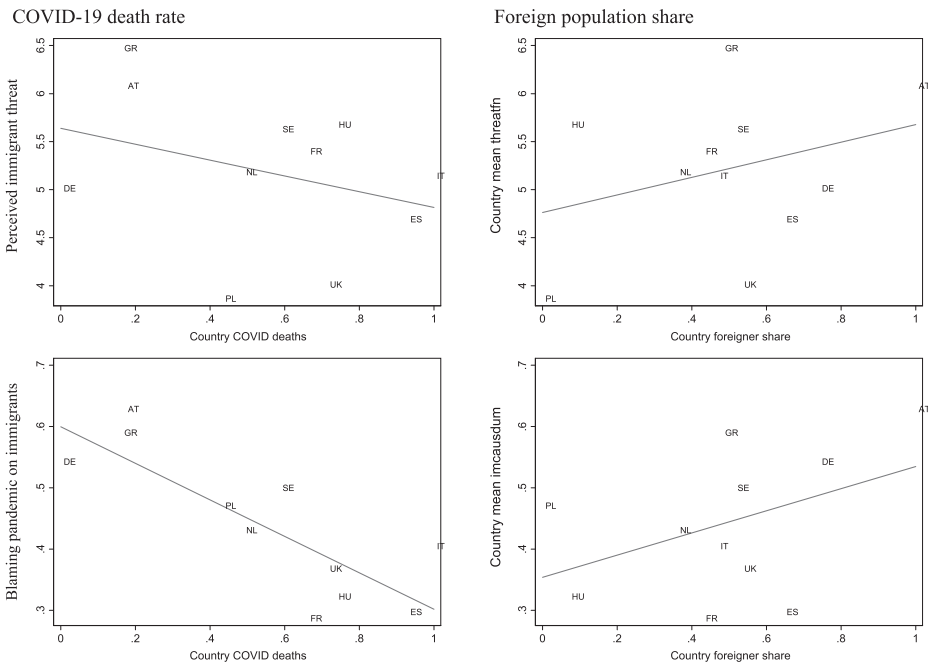 COVID-19 death rate
Foreign population share
Perceived immigrant threat
6.5
6
5.5
5
4.5
4
GR
AT
SE
HU
FR
NL
IT
DE
ES
UK
PL
0 .2 .4 .6 .8 1
Country COVID deaths
Country mean threatfn
6.5
6
5.5
5
4.5
4
GR
AT
HU
SE
FR
NL
IT
DE
ES
UK
PL
0 .2 .4 .6 .8 1
Country foreigner share
Blaming pandemic on immigrants
.7
.6
.5
.4
.3
AT
GR
DE
SE
PL
NL
IT
UK
HU
ES
FR
0 .2 .4 .6 .8 1
Country COVID deaths
Country mean imcausdum
.7
.6
.5
.4
.3
AT
GR
DE
SE
PL
NL
IT
UK
HU
ES
FR
0 .2 .4 .6 .8 1
Country foreigner share